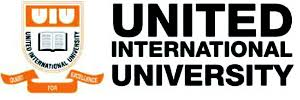 UIU
UNITED INTERNATIONAL UNIVERSITY
QUEST
FOR
EXCELLENCE
UNITED
INTERNATIONAL
UNIVERSITY